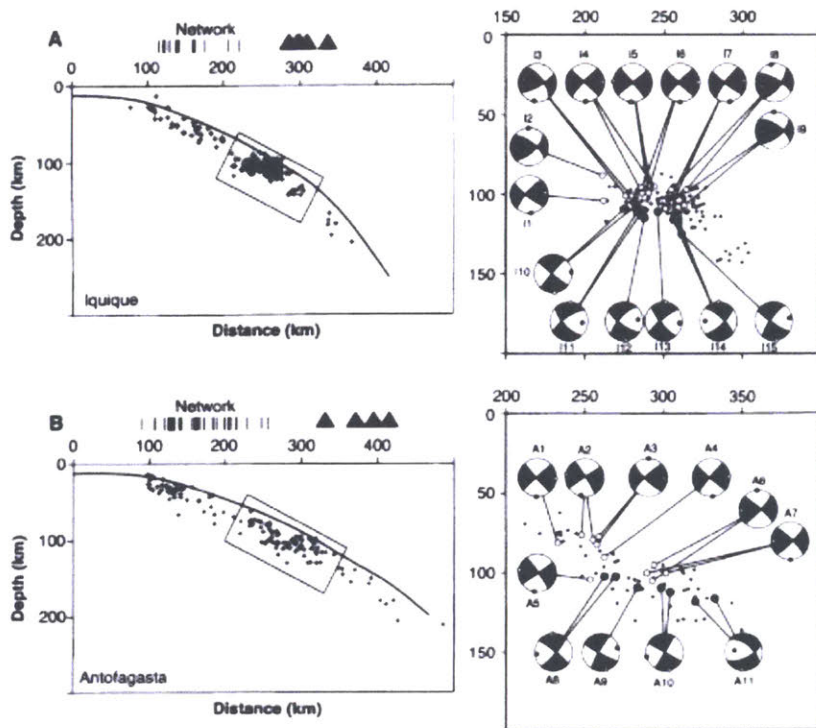 A
Network
0 100 200 300 400
0
100
200
Depth (km)
Iquique
Distance (km)
150 200 250 300
0
50
100
150
I3 I4 I5 I6 I7 I8
I2
I9
I1
I10
I11 I12 I13 I14 I15
B
Network
0 100 200 300 400
0
100
200
Depth (km)
Antofagasta
Distance (km)
200 250 300 350
0
50
100
150
A1 A2 A3 A4
A6
A7
A5
A8 A9 A10 A11